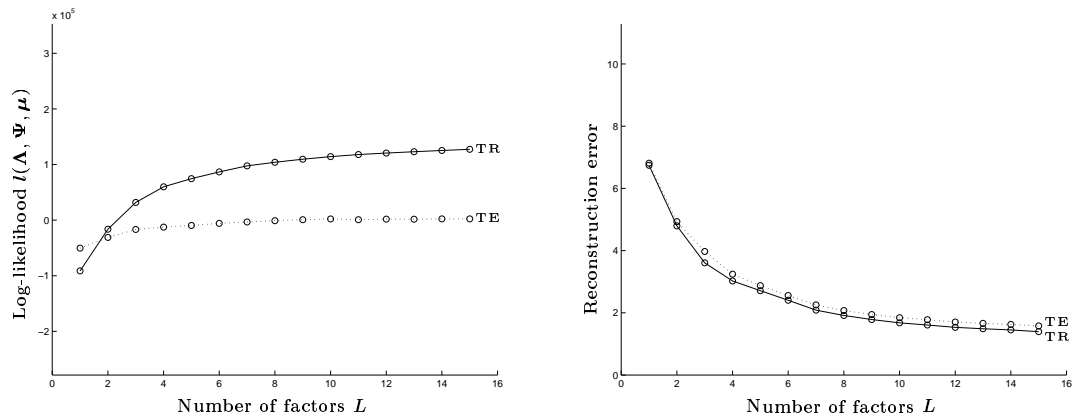 x 10⁵
3
2
1
0
−1
−2
0 2 4 6 8 10 12 14 16
Log-likelihood l(Λ, Ψ, μ)
Number of factors L
TR
TE
10
8
6
4
2
0
0 2 4 6 8 10 12 14 16
Reconstruction error
Number of factors L
TE
TR